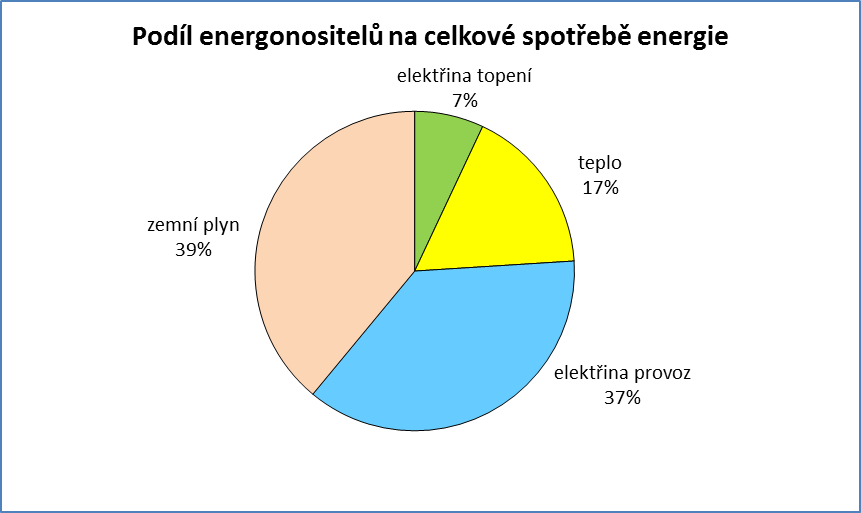 Podíl energonositelů na celkové spotřebě energie
elektřina topení
7%
teplo
17%
zemní plyn
39%
elektřina provoz
37%